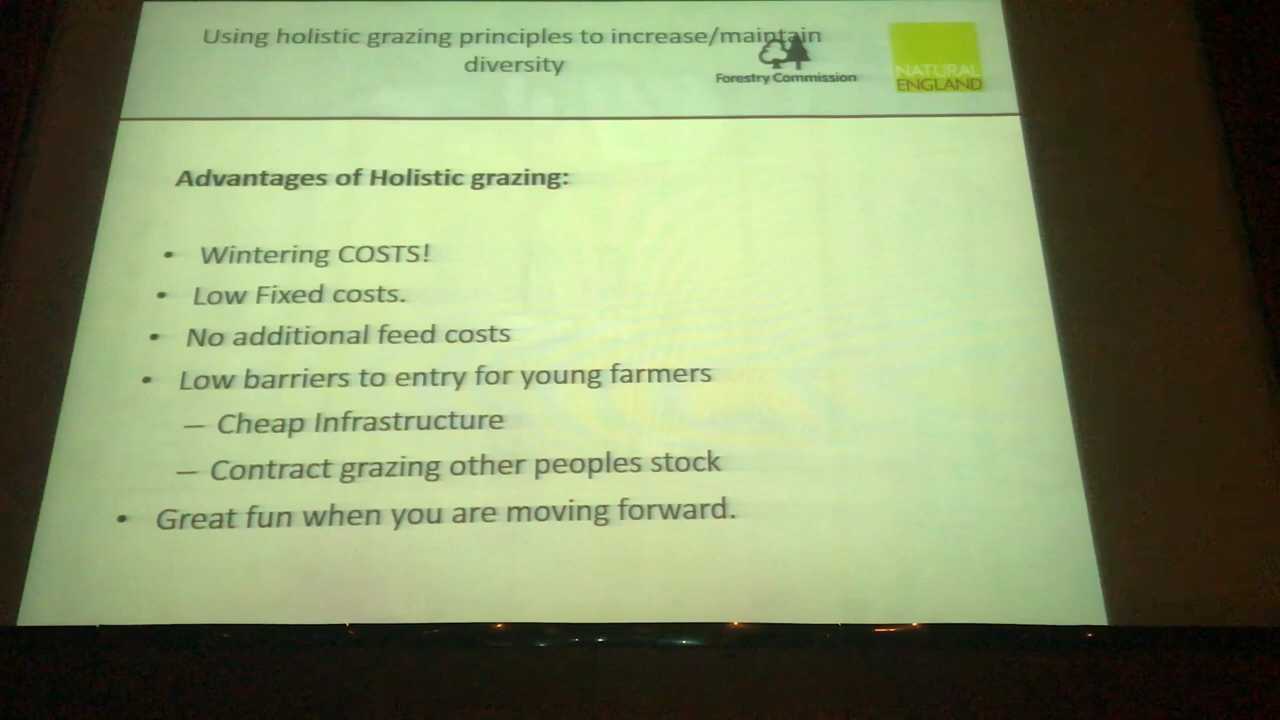 Using holistic grazing principles to increase/maintain
diversity
Forestry Commission
NATURAL
ENGLAND
Advantages of Holistic grazing:
• Wintering COSTS!
• Low Fixed costs.
• No additional feed costs
• Low barriers to entry for young farmers
– Cheap Infrastructure
– Contract grazing other peoples stock
• Great fun when you are moving forward.